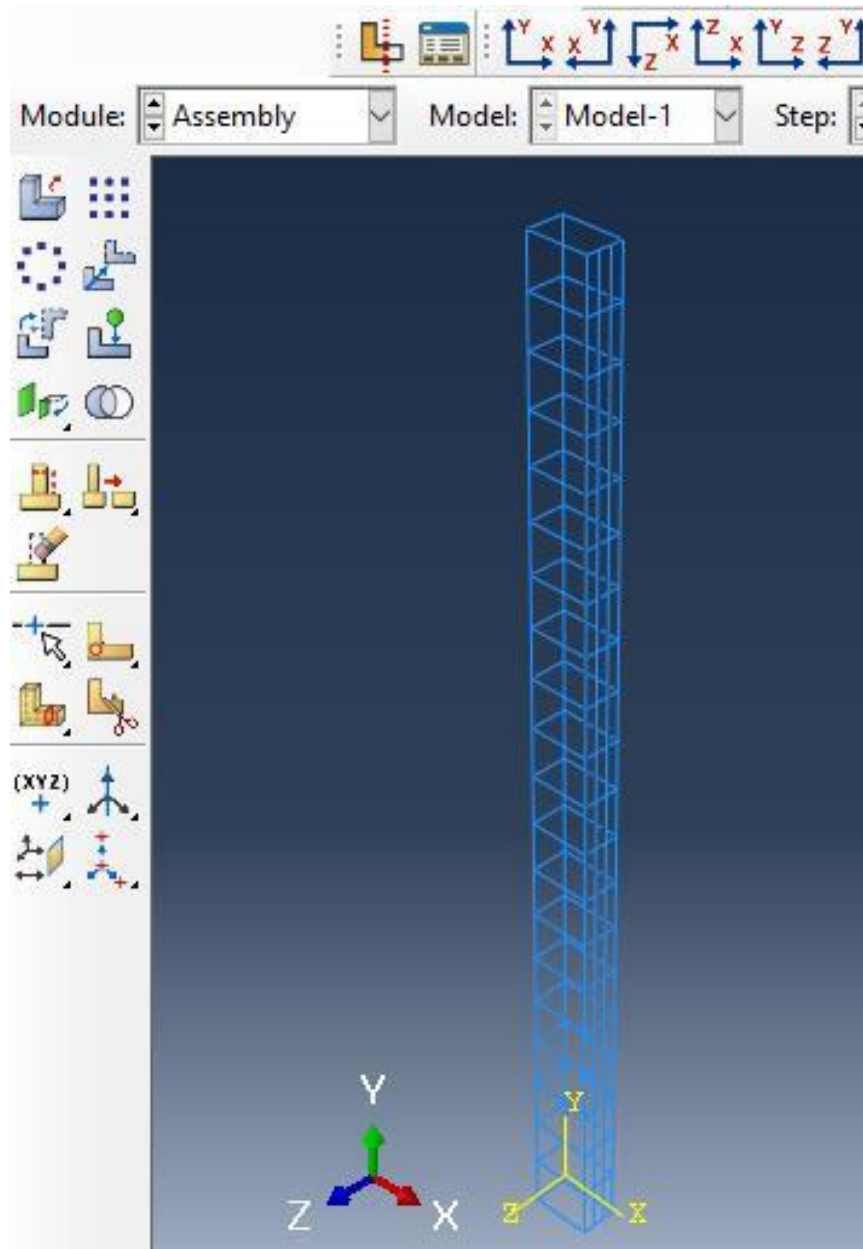 Y X X Y Z X Z X Y Z Z Y
Module: Assembly Model: Model-1 Step:
(XYZ)
Y
Z X
Y
Z X